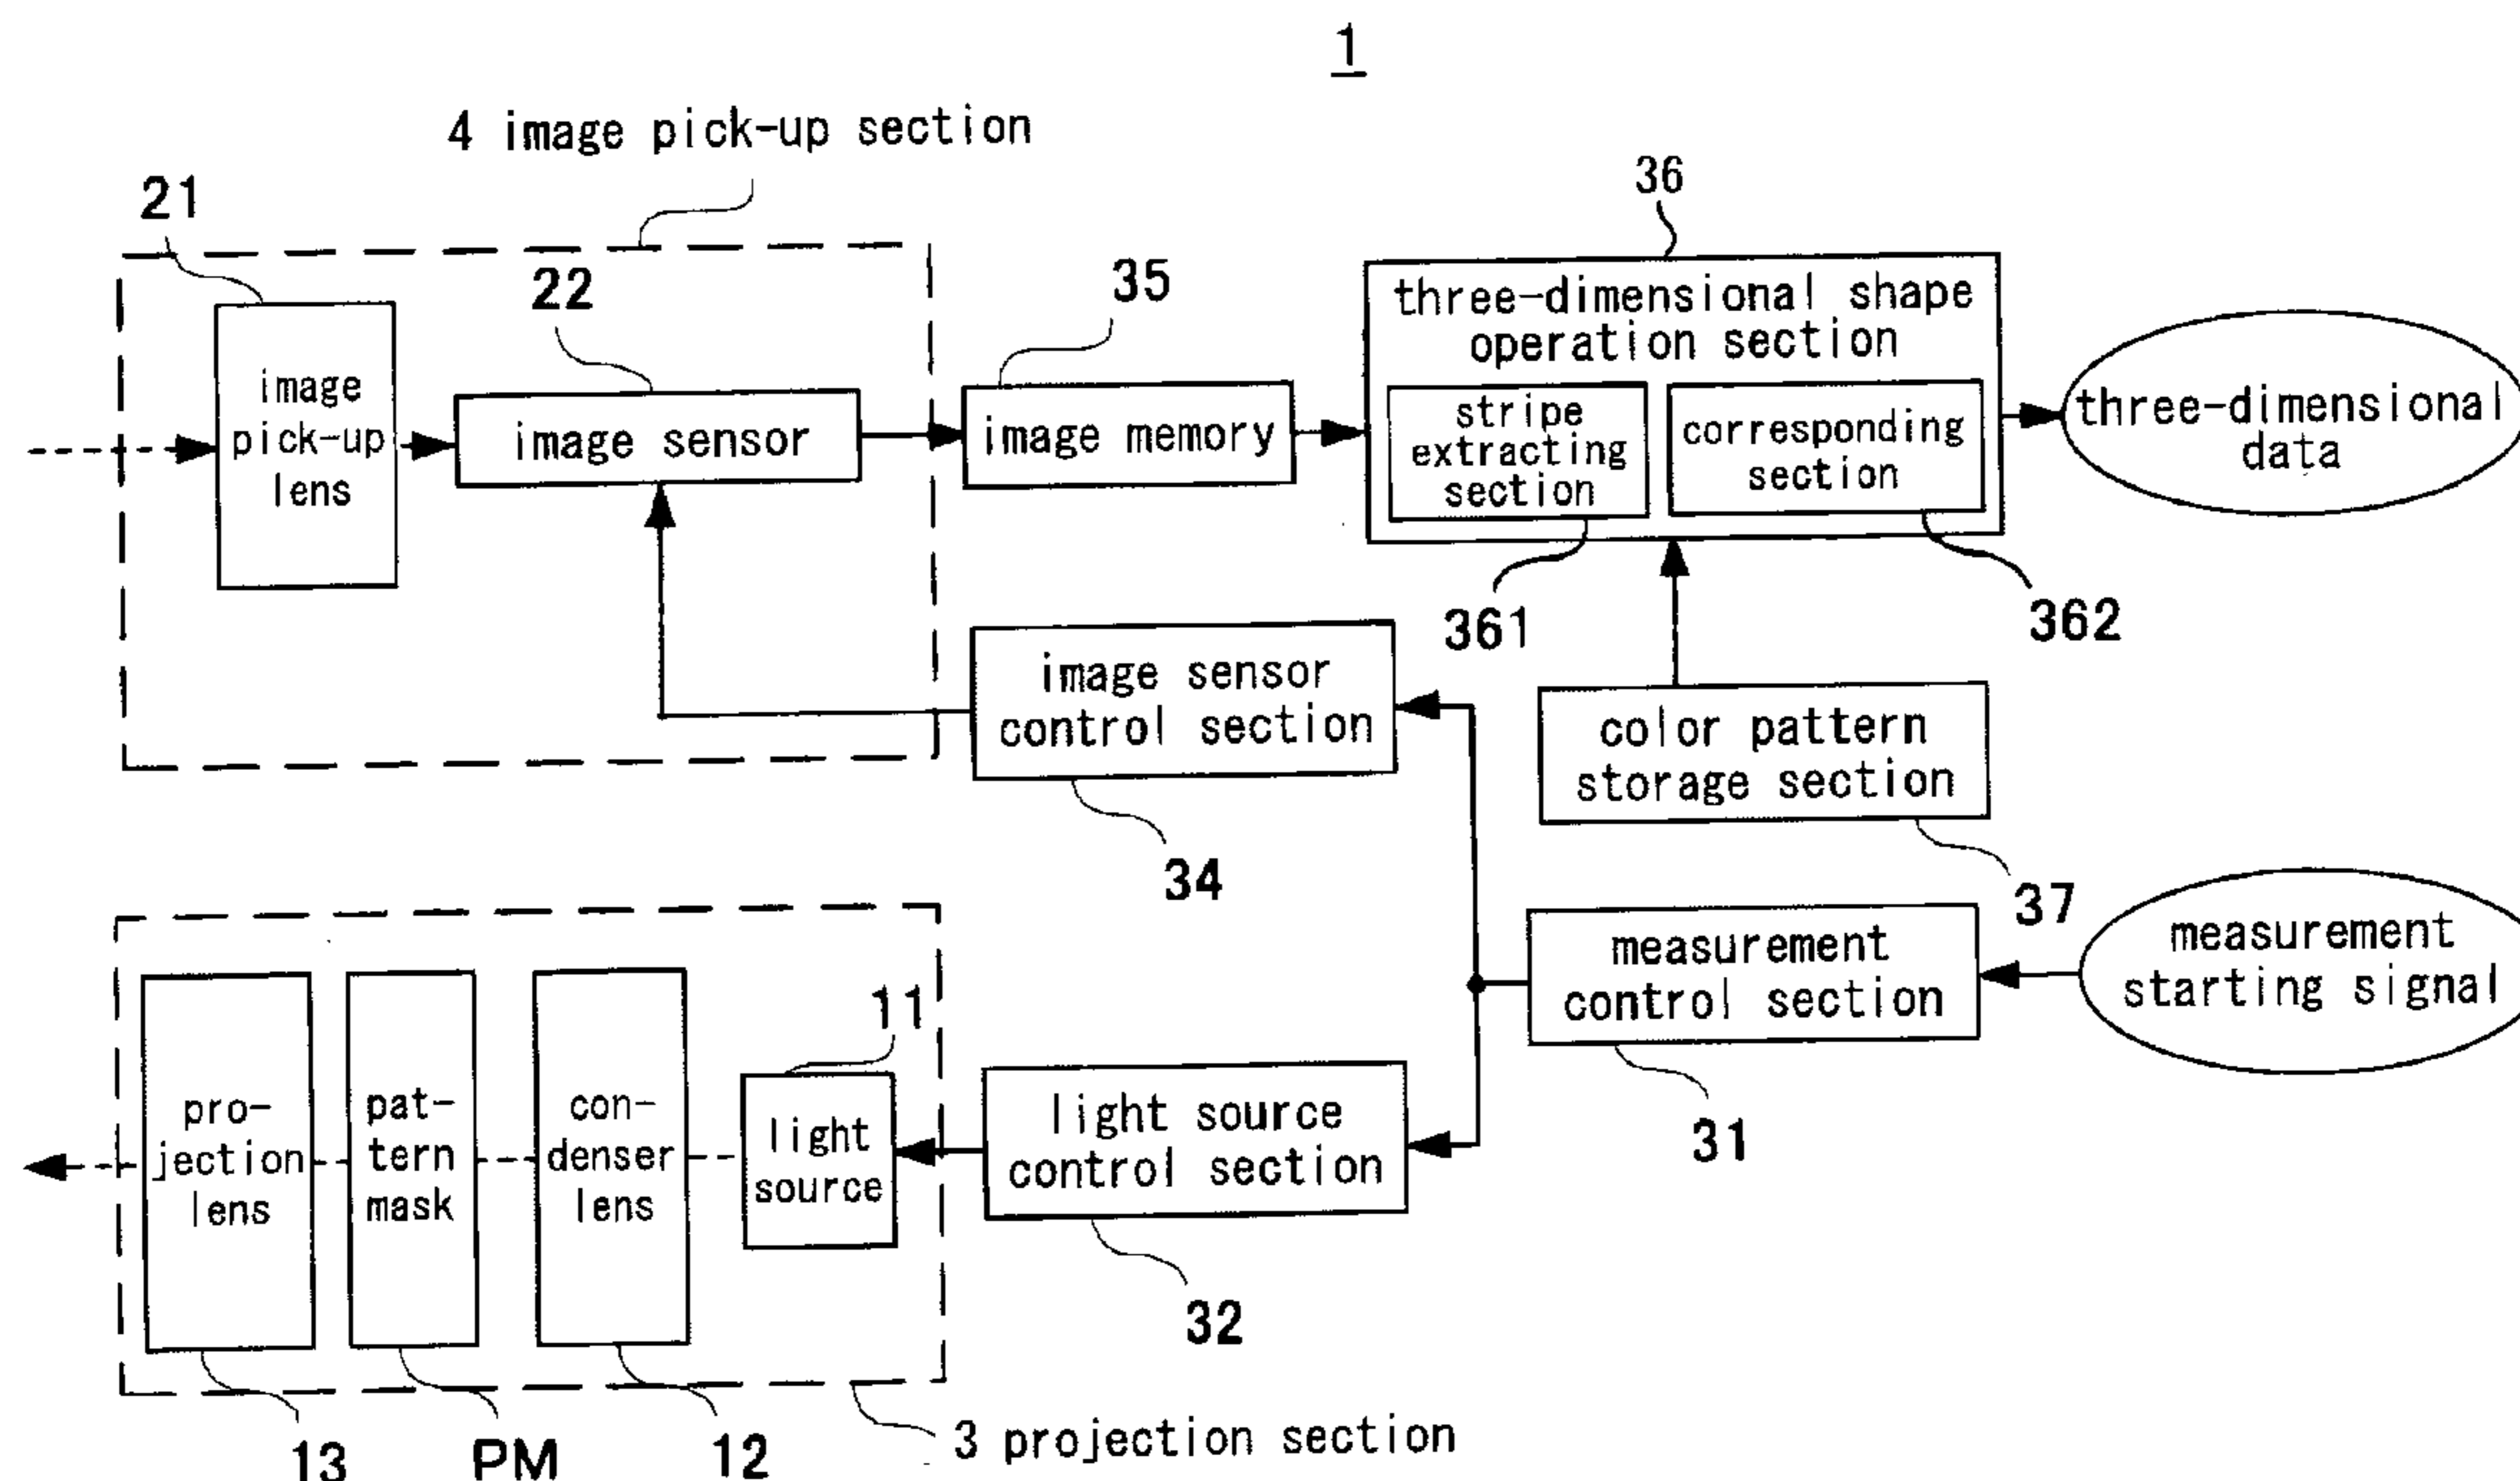 1
4 image pick-up section
21
22
35
36
image
pick-up
lens
image sensor
image memory
three-dimensional shape
operation section
stripe
extracting
section
corresponding
section
three-dimensional
data
361
362
image sensor
control section
34
color pattern
storage section
37
measurement
control section
31
measurement
starting signal
pro-
jection
lens
pat-
tern
mask
con-
denser
lens
11
light
source
light source
control section
32
13
PM
12
3 projection section